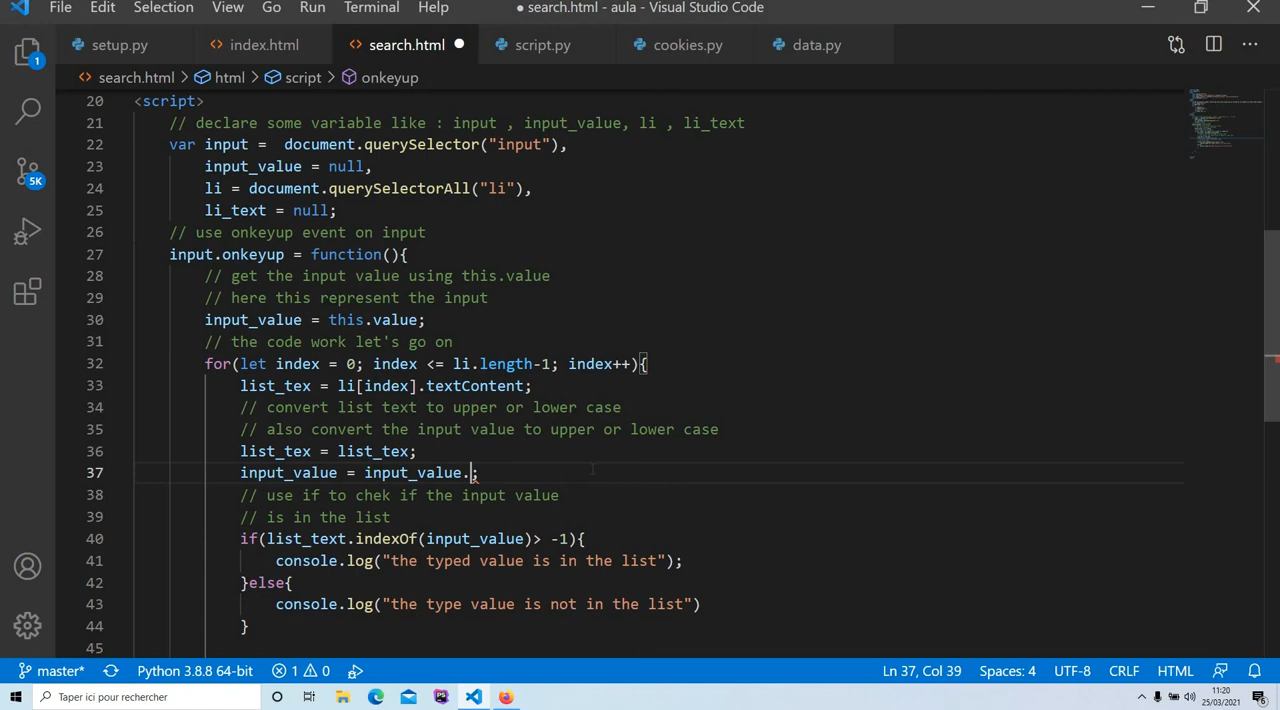 File Edit Selection View Go Run Terminal Help ● search.html - aula - Visual Studio Code
setup.py index.html search.html script.py cookies.py data.py
search.html > html > script > onkeyup
20 <script>
21 // declare some variable like : input , input_value, li , li_text
22 var input =  document.querySelector("input"),
23 input_value = null,
24 li = document.querySelectorAll("li"),
25 li_text = null;
26 // use onkeyup event on input
27 input.onkeyup = function(){
28 // get the input value using this.value
29 // here this represent the input
30 input_value = this.value;
31 // the code work let's go on
32 for(let index = 0; index <= li.length-1; index++){
33 list_tex = li[index].textContent;
34 // convert list text to upper or lower case
35 // also convert the input value to upper or lower case
36 list_tex = list_tex;
37 input_value = input_value.;
38 // use if to chek if the input value
39 // is in the list
40 if(list_text.indexOf(input_value)> -1){
41 console.log("the typed value is in the list");
42 }else{
43 console.log("the type value is not in the list")
44 }
45
1
5K
master* Python 3.8.8 64-bit 1 0 Ln 37, Col 39 Spaces: 4 UTF-8 CRLF HTML
Taper ici pour rechercher PS 11:20
25/03/2021 6